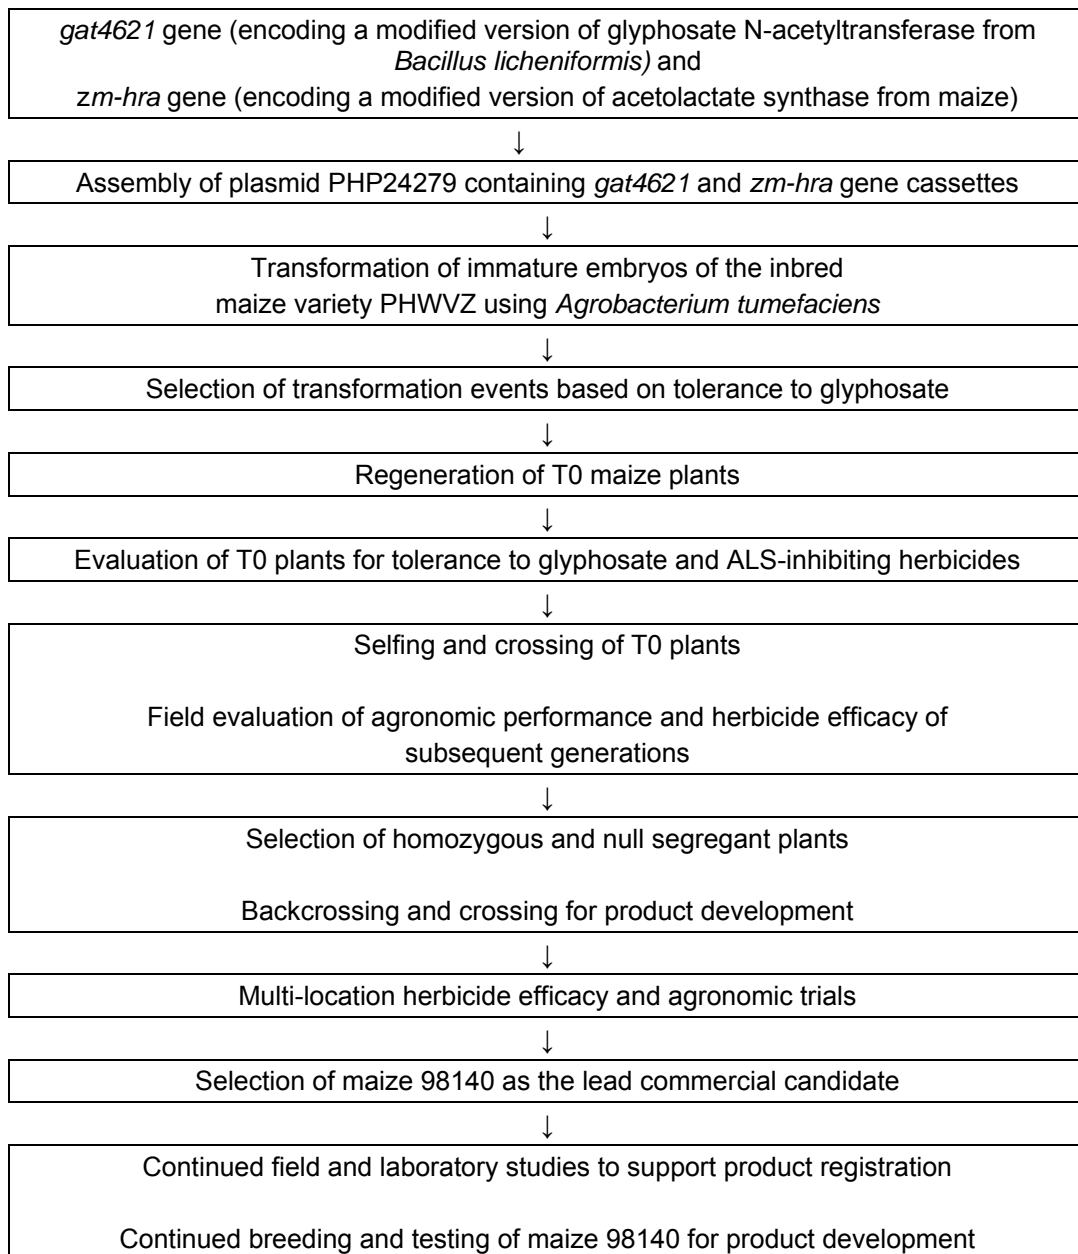 gat4621 gene (encoding a modified version of glyphosate N-acetyltransferase from
Bacillus licheniformis) and
zm-hra gene (encoding a modified version of acetolactate synthase from maize)
↓
Assembly of plasmid PHP24279 containing gat4621 and zm-hra gene cassettes
↓
Transformation of immature embryos of the inbred
maize variety PHWVZ using Agrobacterium tumefaciens
↓
Selection of transformation events based on tolerance to glyphosate
↓
Regeneration of T0 maize plants
↓
Evaluation of T0 plants for tolerance to glyphosate and ALS-inhibiting herbicides
↓
Selfing and crossing of T0 plants
Field evaluation of agronomic performance and herbicide efficacy of
subsequent generations
↓
Selection of homozygous and null segregant plants
Backcrossing and crossing for product development
↓
Multi-location herbicide efficacy and agronomic trials
↓
Selection of maize 98140 as the lead commercial candidate
↓
Continued field and laboratory studies to support product registration
Continued breeding and testing of maize 98140 for product development